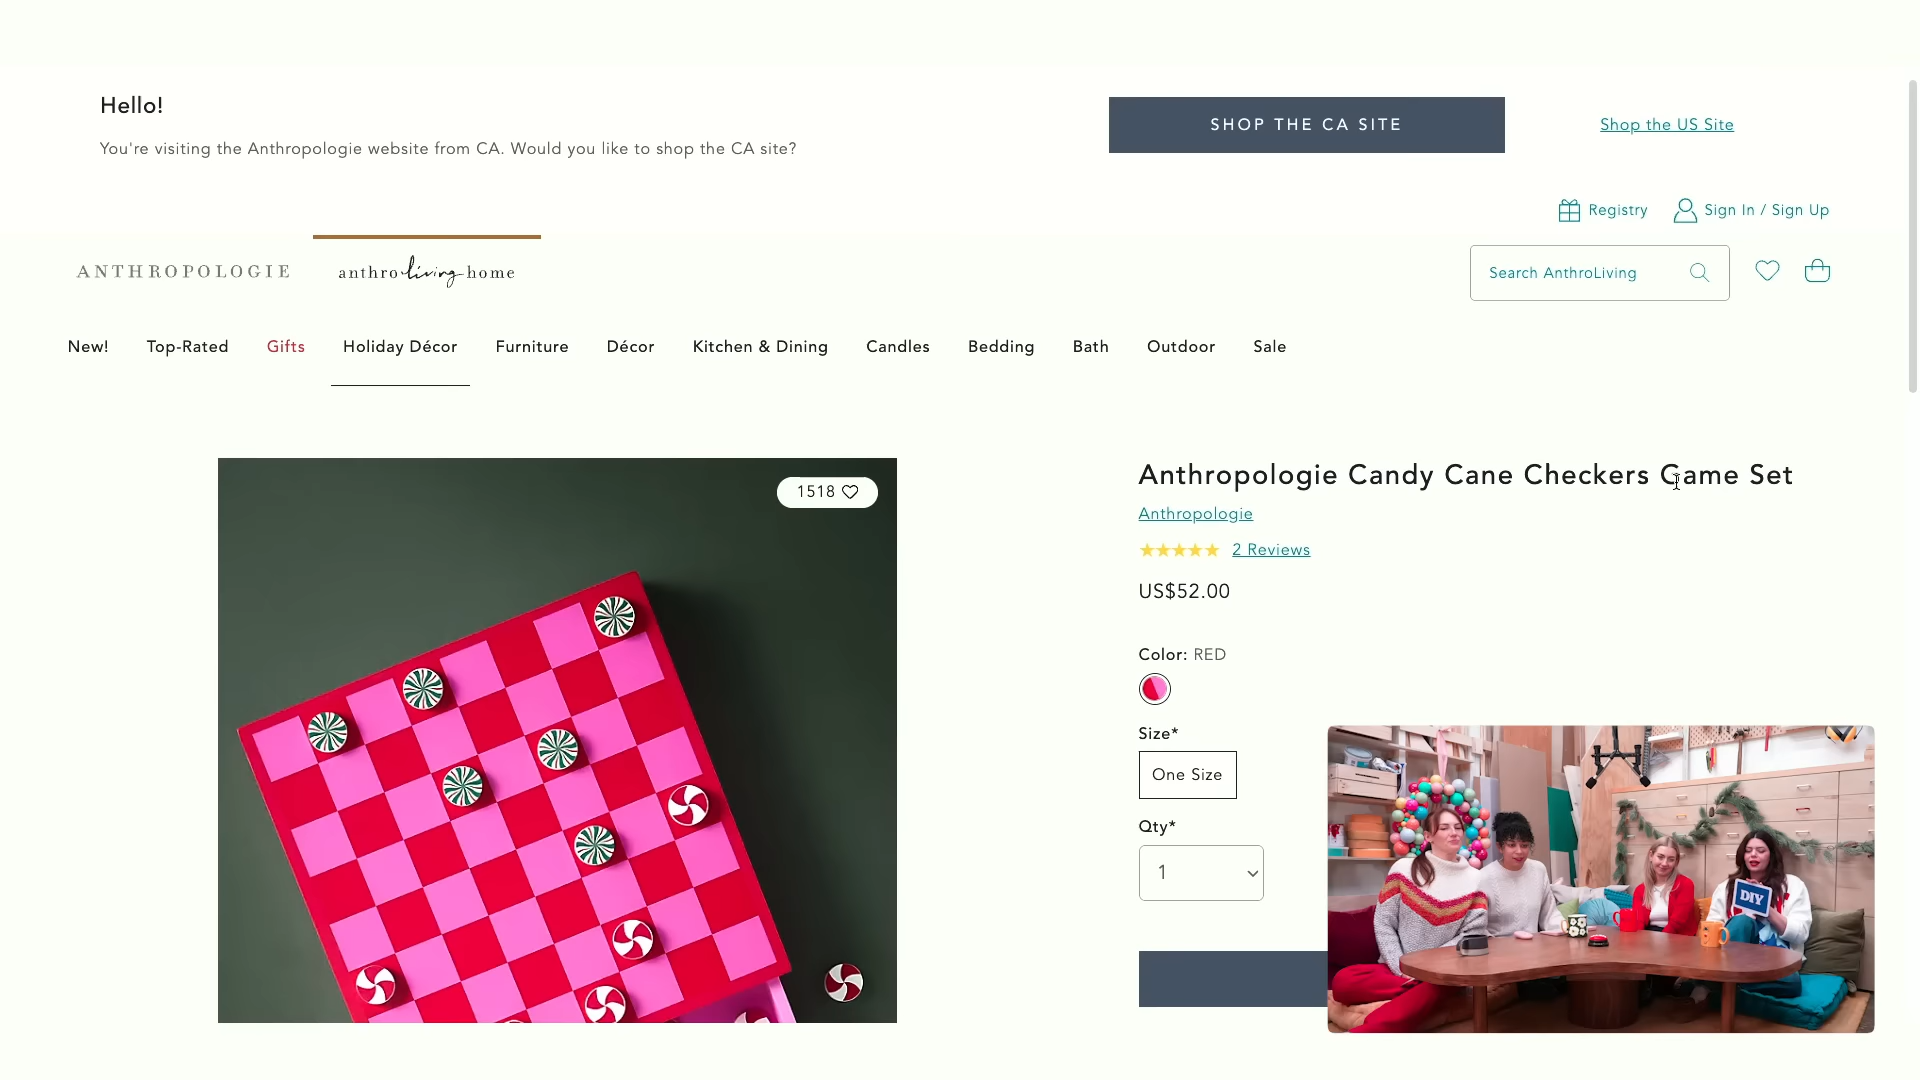 Hello!
You're visiting the Anthropologie website from CA. Would you like to shop the CA site?
SHOP THE CA SITE
Shop the US Site
Registry
Sign In / Sign Up
ANTHROPOLOGIE
anthroliving home
Search AnthroLiving
New!
Top-Rated
Gifts
Holiday Décor
Furniture
Décor
Kitchen & Dining
Candles
Bedding
Bath
Outdoor
Sale
1518
Anthropologie Candy Cane Checkers Game Set
Anthropologie
2 Reviews
US$52.00
Color: RED
Size*
One Size
Qty*
1
DIY